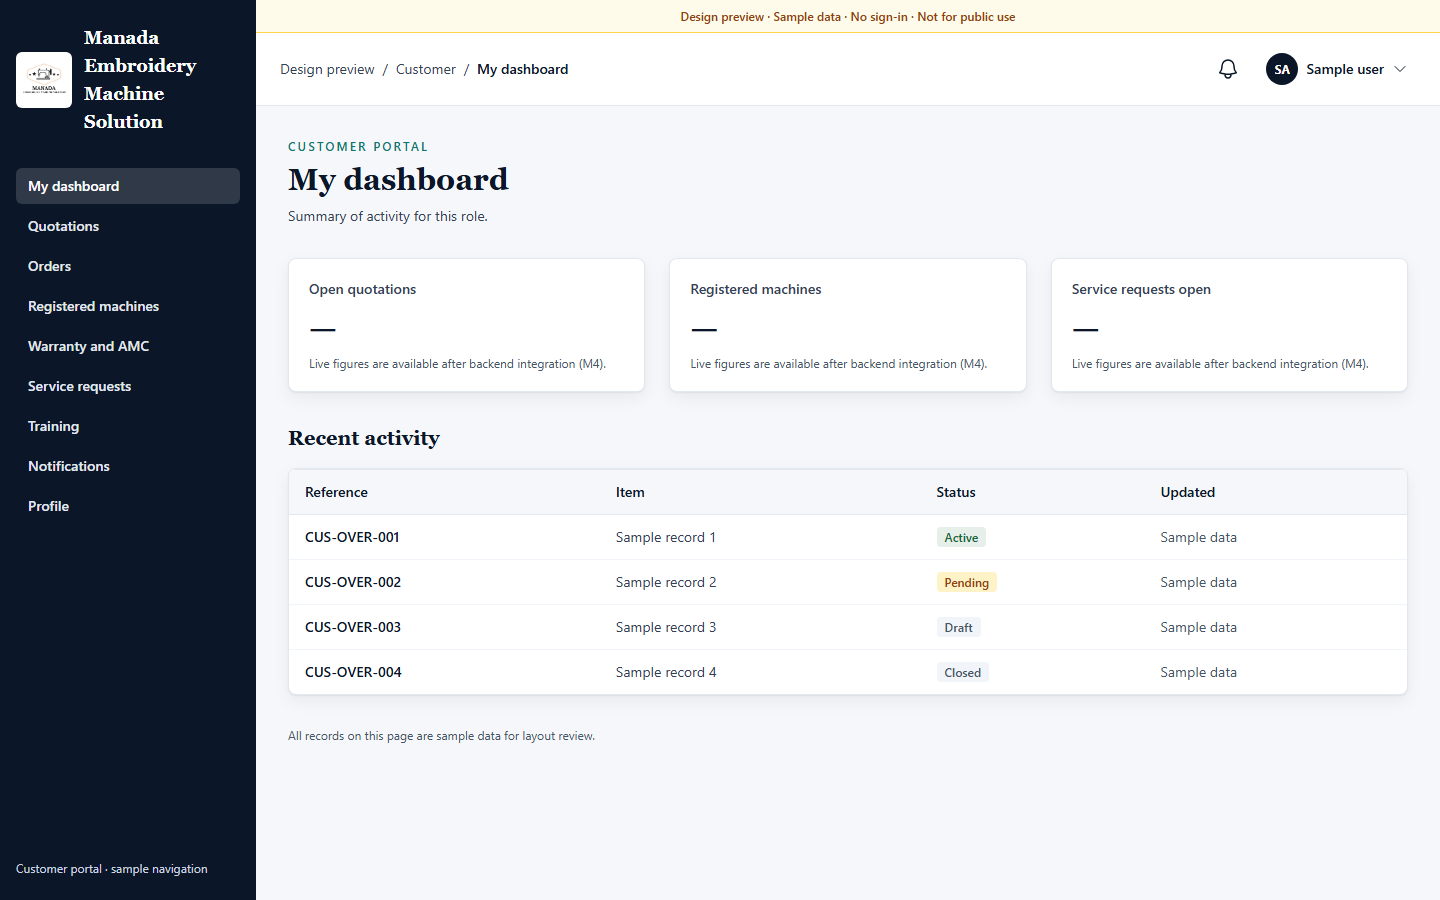 Manada
Embroidery
Machine
Solution
MANADA
My dashboard
Quotations
Orders
Registered machines
Warranty and AMC
Service requests
Training
Notifications
Profile
Customer portal · sample navigation
Design preview · Sample data · No sign-in · Not for public use
Design preview / Customer / My dashboard
SA Sample user
CUSTOMER PORTAL
My dashboard
Summary of activity for this role.
Open quotations
—
Live figures are available after backend integration (M4).
Registered machines
—
Live figures are available after backend integration (M4).
Service requests open
—
Live figures are available after backend integration (M4).
Recent activity
Reference Item Status Updated
CUS-OVER-001 Sample record 1 Active Sample data
CUS-OVER-002 Sample record 2 Pending Sample data
CUS-OVER-003 Sample record 3 Draft Sample data
CUS-OVER-004 Sample record 4 Closed Sample data
All records on this page are sample data for layout review.